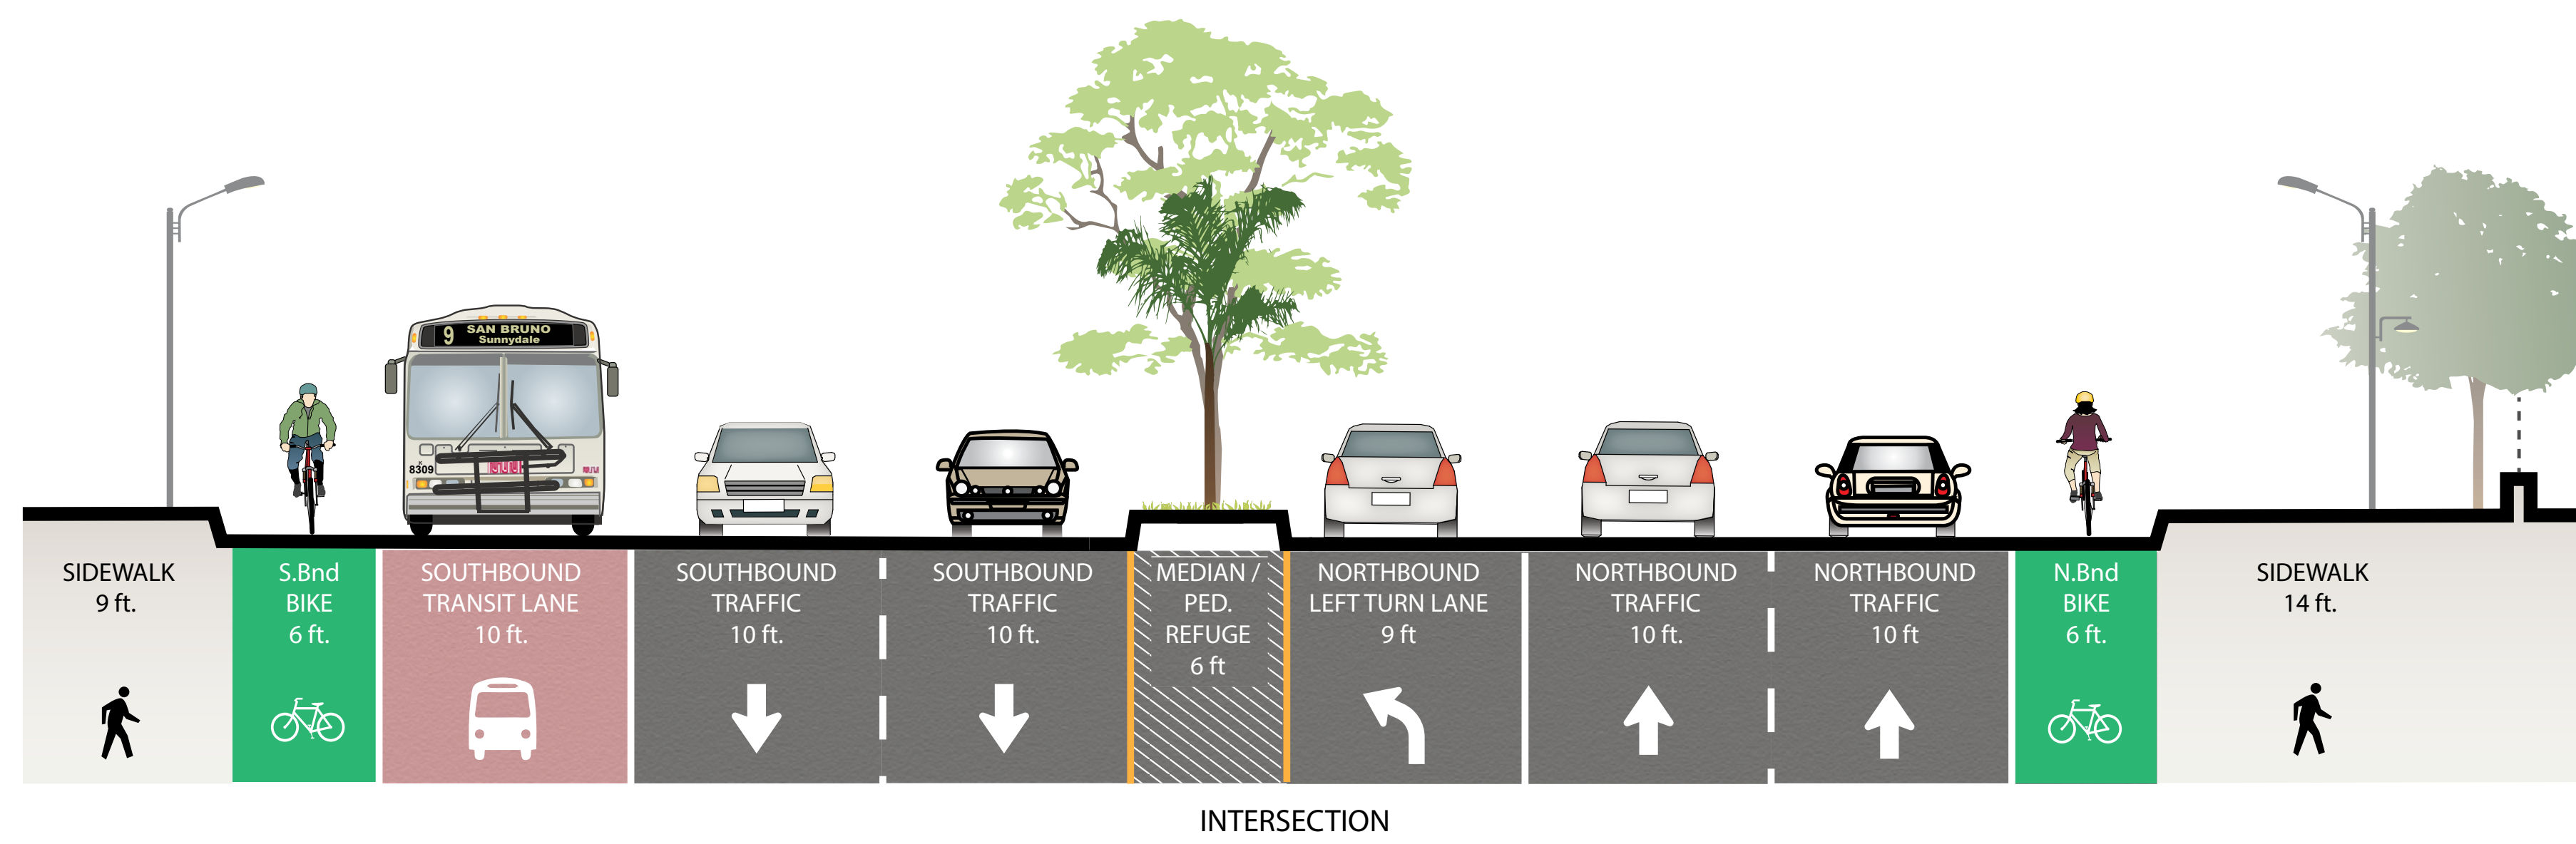 9 SAN BRUNO
Sunnydale
8309
SIDEWALK
9 ft.
S.Bnd
BIKE
6 ft.
SOUTHBOUND
TRANSIT LANE
10 ft.
SOUTHBOUND
TRAFFIC
10 ft.
SOUTHBOUND
TRAFFIC
10 ft.
MEDIAN /
PED.
REFUGE
6 ft
NORTHBOUND
LEFT TURN LANE
9 ft
NORTHBOUND
TRAFFIC
10 ft.
NORTHBOUND
TRAFFIC
10 ft
N.Bnd
BIKE
6 ft.
SIDEWALK
14 ft.
INTERSECTION